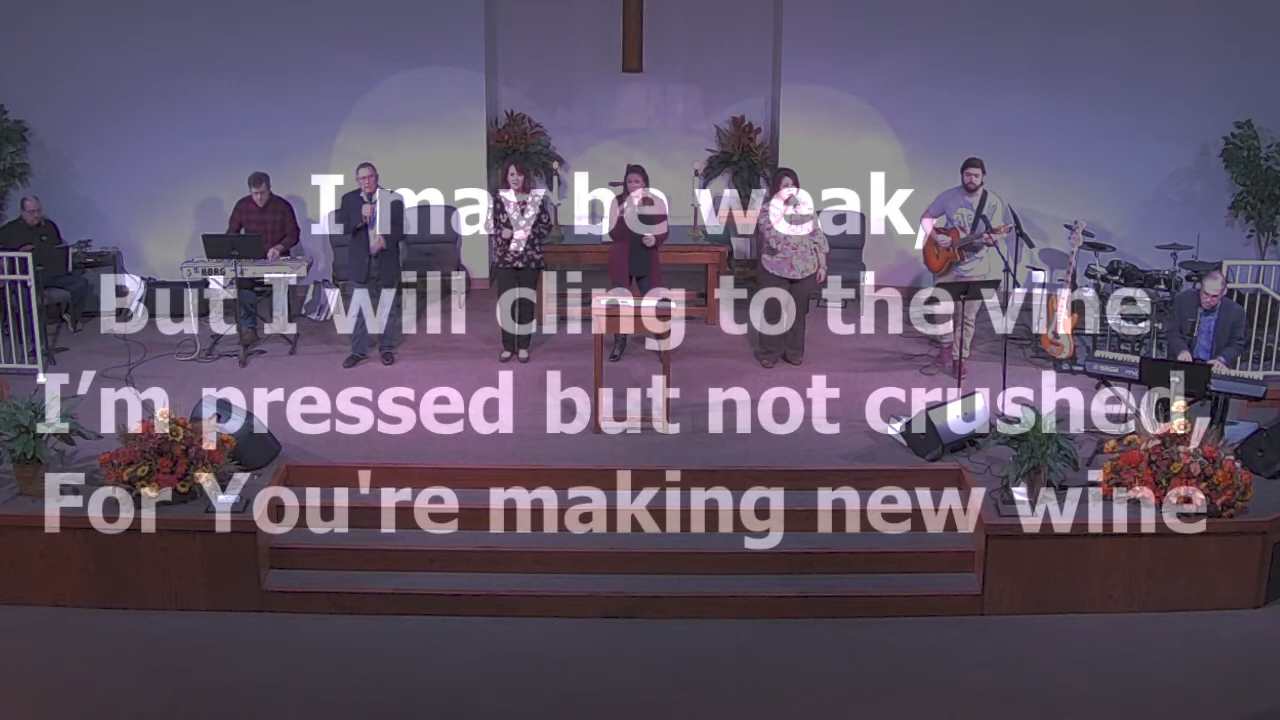 I may be weak,
But I will cling to the vine
I’m pressed but not crushed,
For You're making new wine
KORG